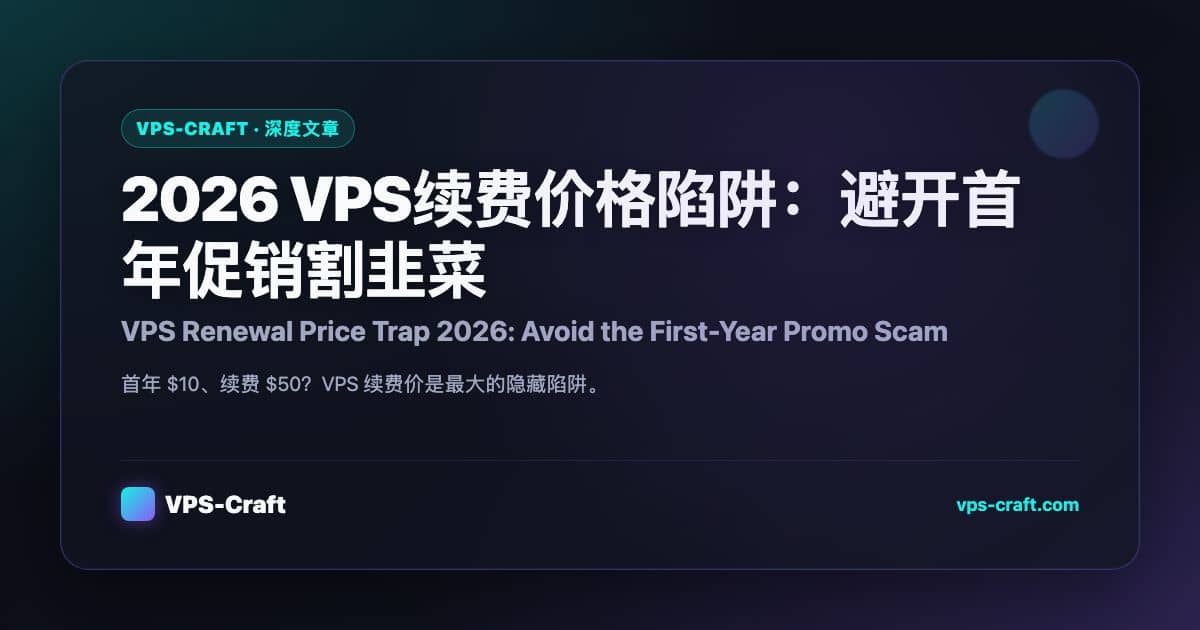 VPS-CRAFT · 深度文章
2026 VPS续费价格陷阱：避开首
年促销割韭菜
VPS Renewal Price Trap 2026: Avoid the First-Year Promo Scam
首年 $10、续费 $50？VPS 续费价是最大的隐藏陷阱。
VPS-Craft
vps-craft.com